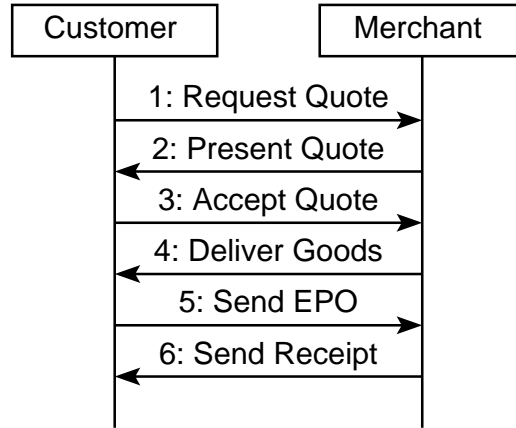 Customer
Merchant
1: Request Quote
2: Present Quote
3: Accept Quote
4: Deliver Goods
5: Send EPO
6: Send Receipt